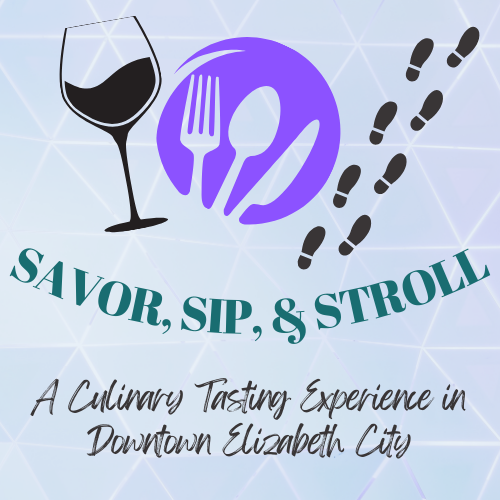 SAVOR, SIP, & STROLL
A Culinary Tasting Experience in
Downtown Elizabeth City